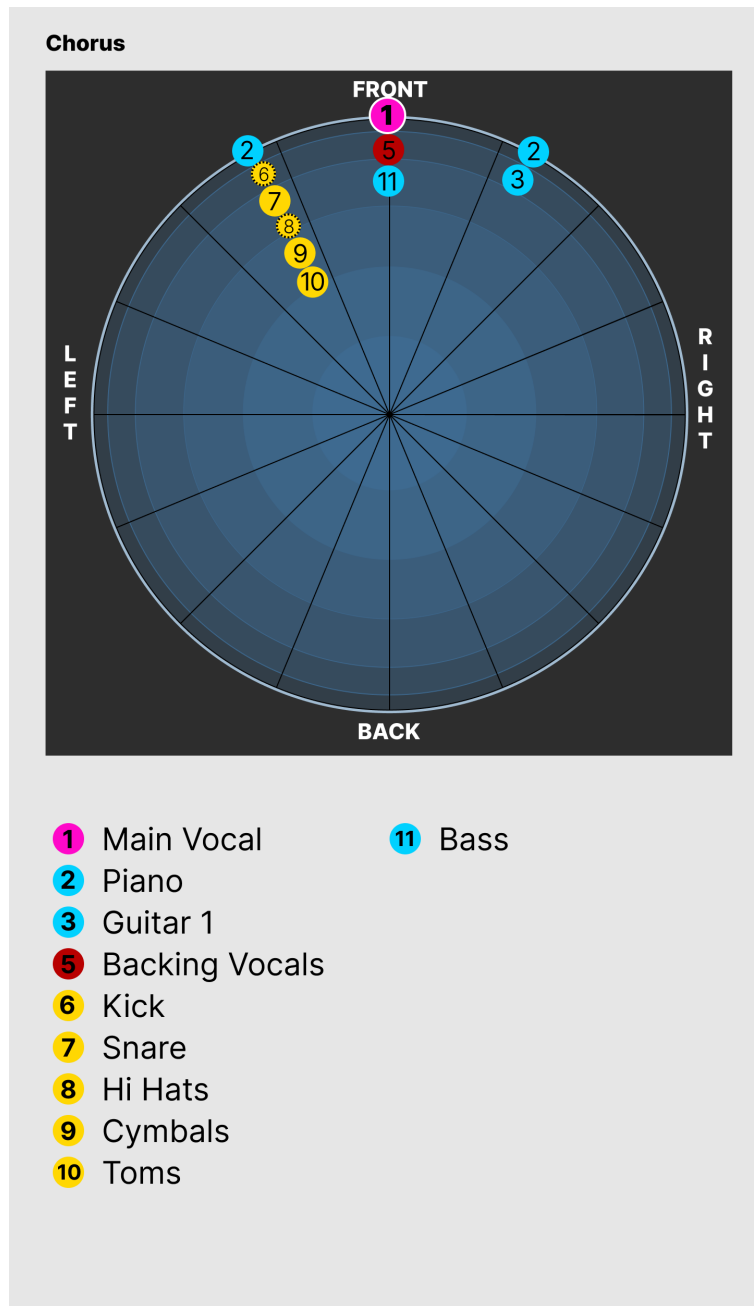 Chorus
FRONT
1
2
5
2
6
11
3
7
8
9
10
LEFT
RIGHT
BACK
1 Main Vocal
2 Piano
3 Guitar 1
5 Backing Vocals
6 Kick
7 Snare
8 Hi Hats
9 Cymbals
10 Toms
11 Bass